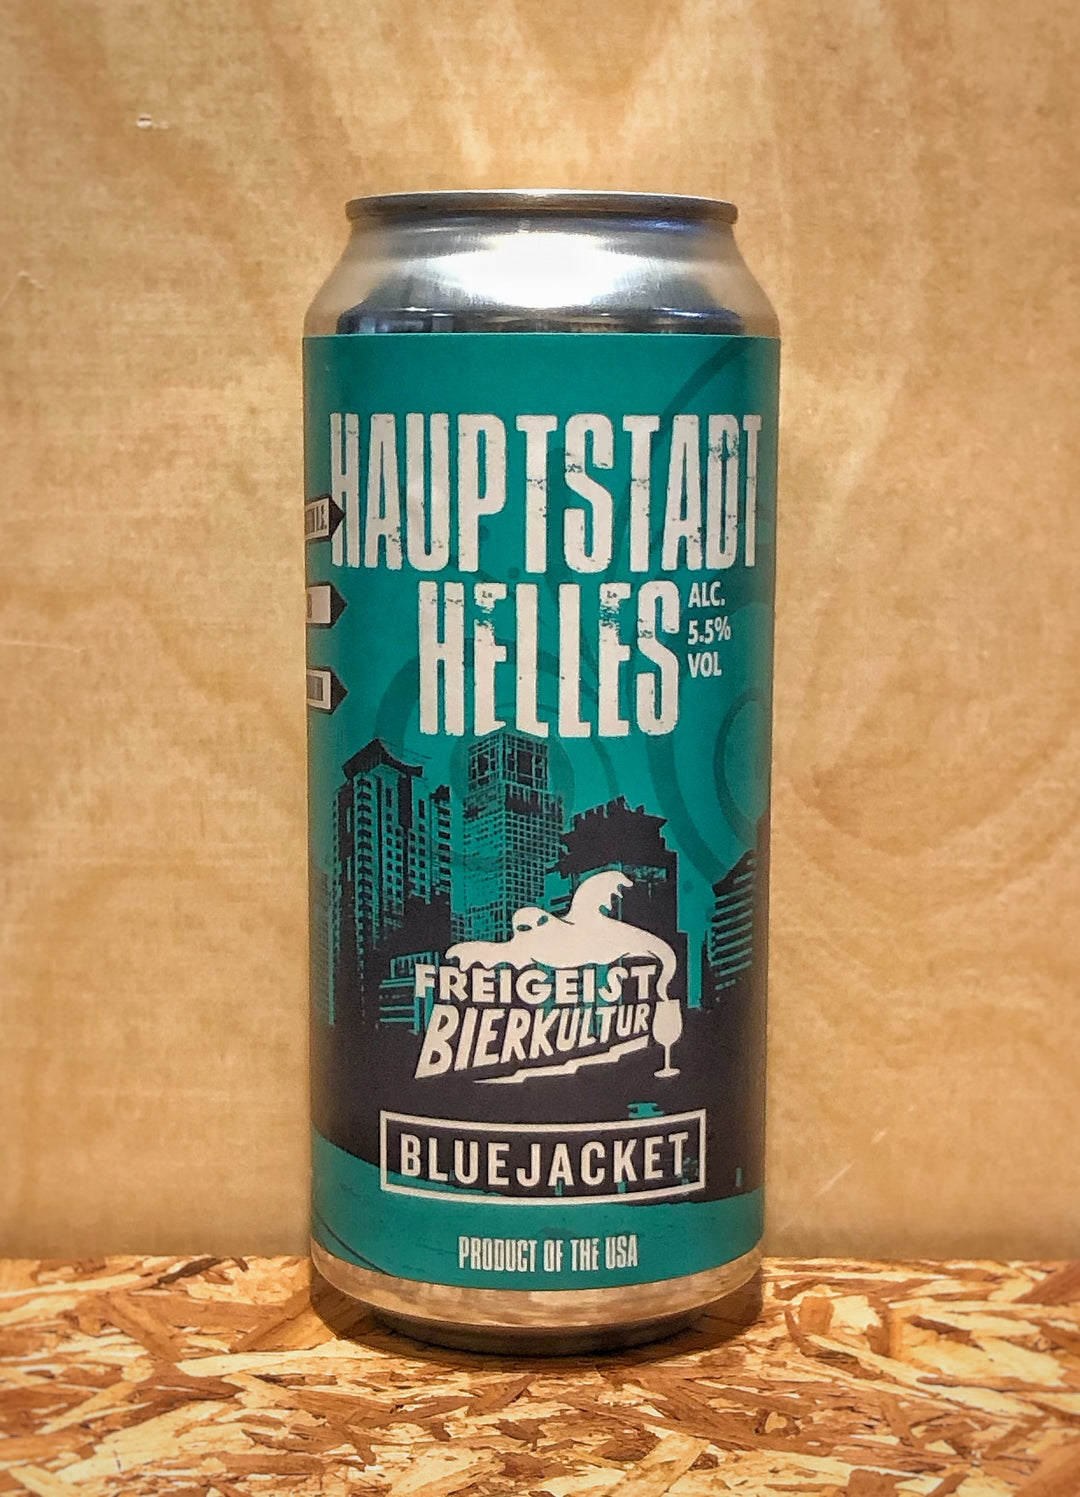 HAUPTSTADT
HELLES
ALC.
5.5%
VOL
FREIGEIST
BIERKULTUR
BLUEJACKET
PRODUCT OF THE USA